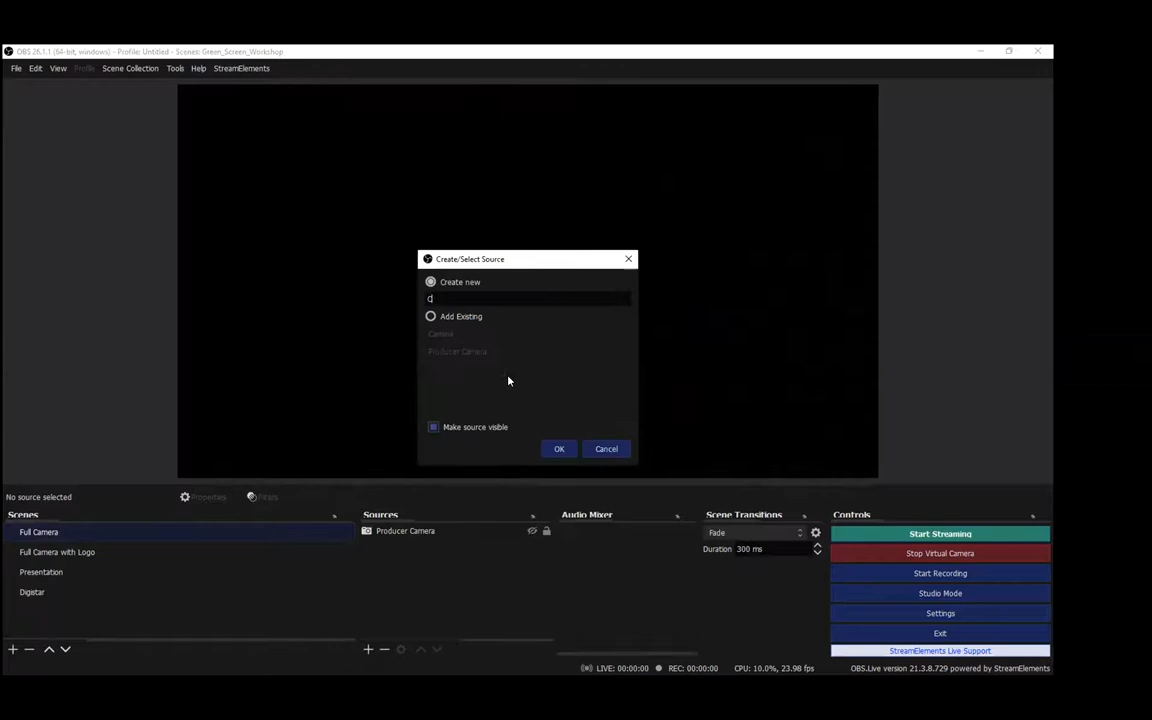 OBS 26.1.1 (64-bit, windows) - Profile: Untitled - Scenes: Green_Screen_Workshop
File Edit View Profile Scene Collection Tools Help StreamElements
Create/Select Source
Create new
C
Add Existing
Camera
Producer Camera
Make source visible
OK Cancel
No source selected Properties Filters
Scenes Sources Audio Mixer Scene Transitions Controls
Full Camera
Full Camera with Logo
Presentation
Digistar
Producer Camera
Fade
Duration 300 ms
Start Streaming
Stop Virtual Camera
Start Recording
Studio Mode
Settings
Exit
StreamElements Live Support
LIVE: 00:00:00 REC: 00:00:00 CPU: 10.0%, 23.98 fps OBS.Live version 21.3.8.729 powered by StreamElements